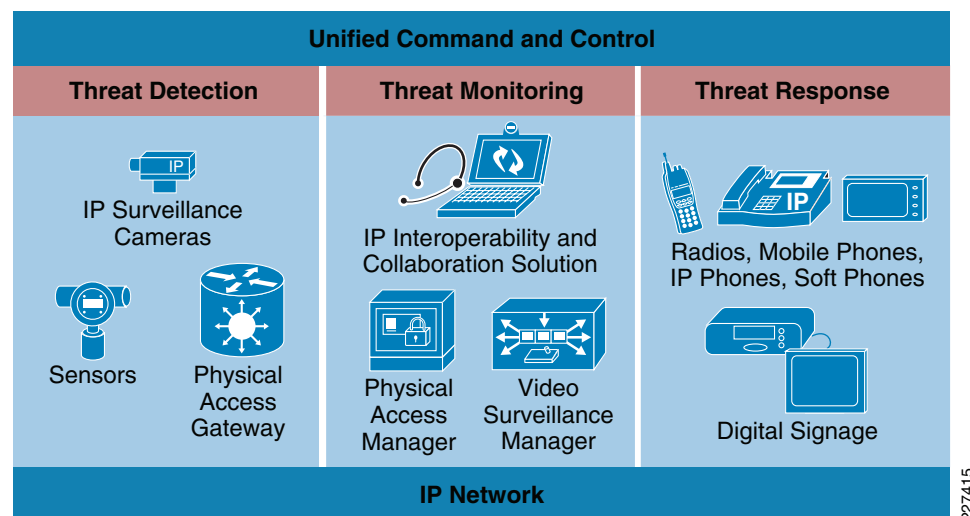 Unified Command and Control
Threat Detection
Threat Monitoring
Threat Response
IP
IP Surveillance
Cameras
Sensors
Physical
Access
Gateway
IP Interoperability and
Collaboration Solution
Physical
Access
Manager
Video
Surveillance
Manager
IP
Radios, Mobile Phones,
IP Phones, Soft Phones
Digital Signage
IP Network
227415